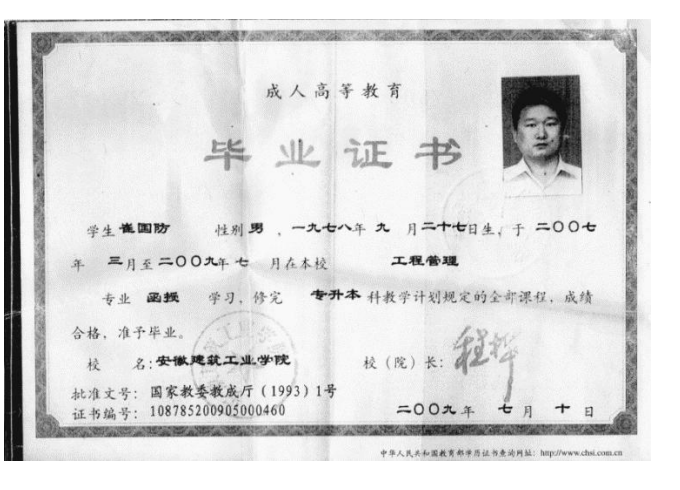 成人高等教育
毕业证书
学生 崔国防 性别 男 ，一九七八年 九 月二十七日生，于 二〇〇七
年 三月至二〇〇九年 七 月在本校 工程管理
专业 函授 学习，修完 专升本 科教学计划规定的全部课程，成绩
合格，准予毕业。
校 名：安徽建筑工业学院 校（院）长：程桦
批准文号：国家教委教成厅（1993）1号
证书编号：108785200905000460 二〇〇九 年 七 月 十 日
中华人民共和国教育部学历证书查询网址：http://www.chsi.com.cn